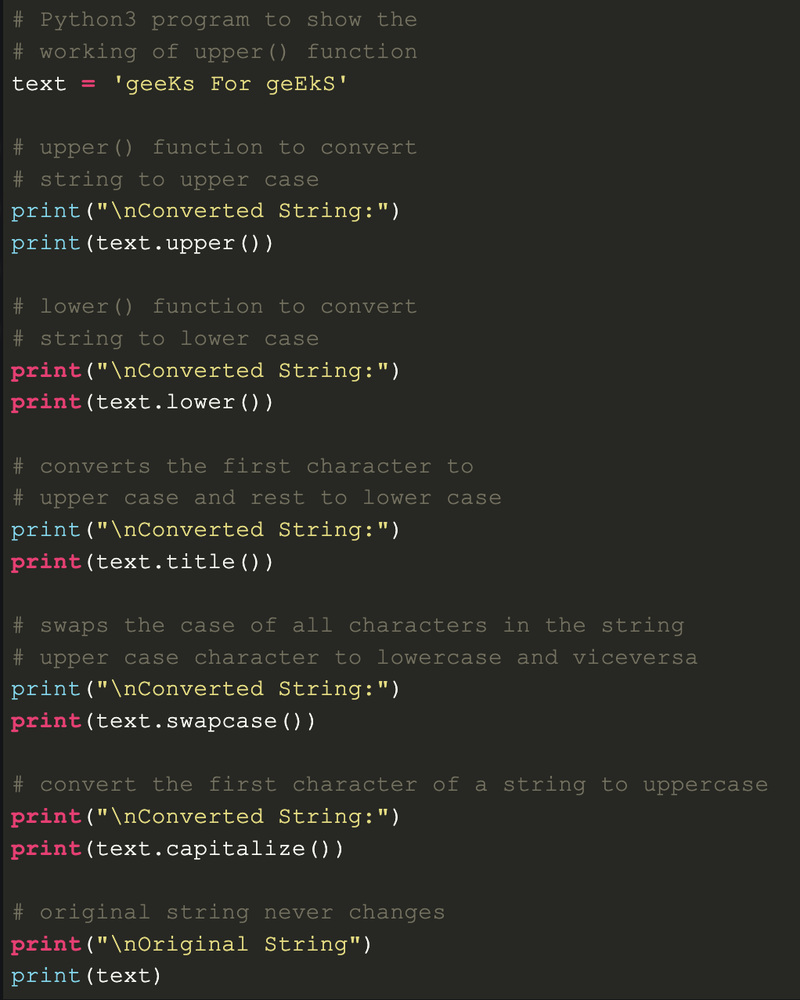 # Python3 program to show the
# working of upper() function
text = 'geeKs For geEkS'
# upper() function to convert
# string to upper case
print("\nConverted String:")
print(text.upper())
# lower() function to convert
# string to lower case
print("\nConverted String:")
print(text.lower())
# converts the first character to
# upper case and rest to lower case
print("\nConverted String:")
print(text.title())
# swaps the case of all characters in the string
# upper case character to lowercase and viceversa
print("\nConverted String:")
print(text.swapcase())
# convert the first character of a string to uppercase
print("\nConverted String:")
print(text.capitalize())
# original string never changes
print("\nOriginal String")
print(text)